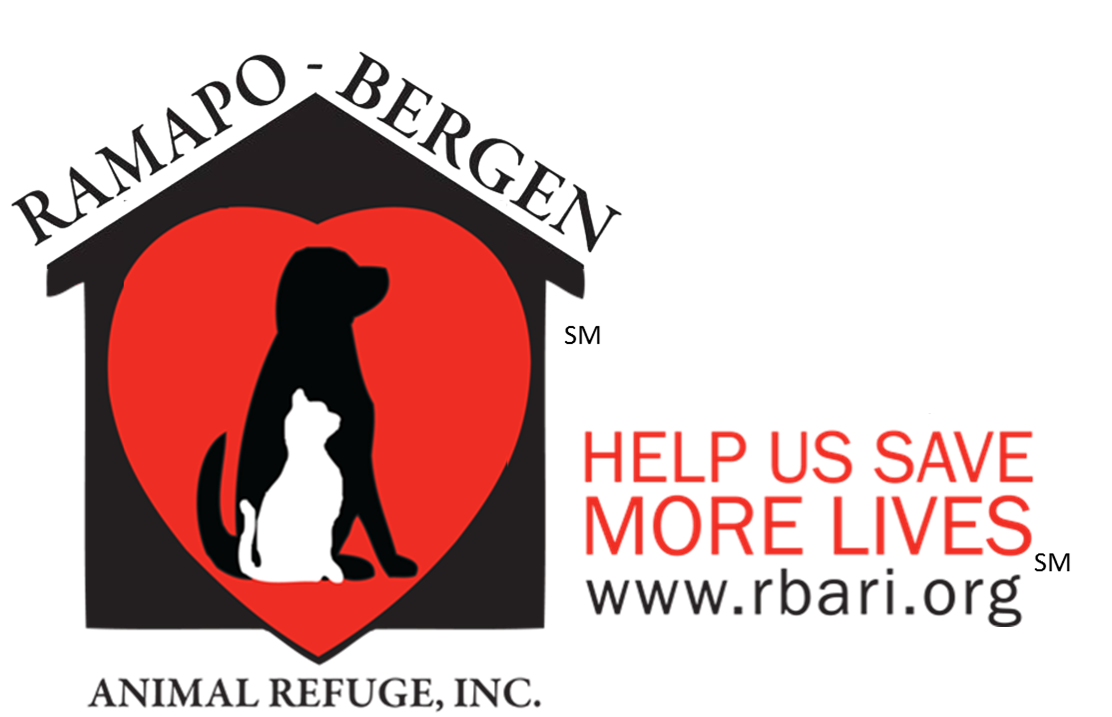 RAMAPO - BERGEN
SM
HELP US SAVE
MORE LIVES
SM
www.rbari.org
ANIMAL REFUGE, INC.